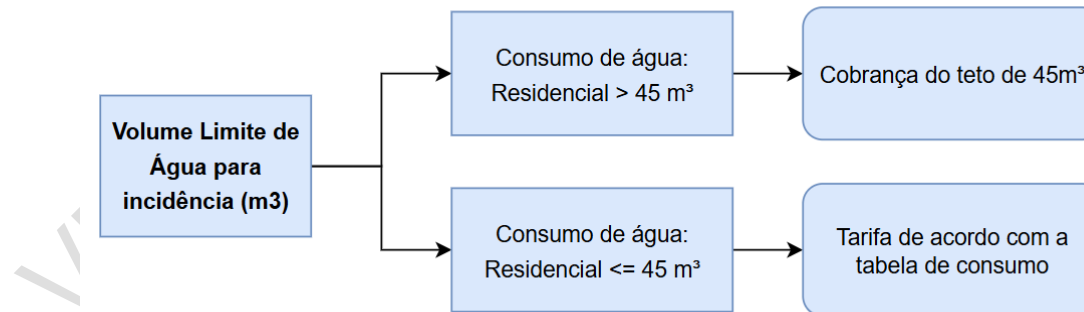 Volume Limite de
Água para
incidência (m3)
Consumo de água:
Residencial > 45 m³
Cobrança do teto de 45m³
Consumo de água:
Residencial <= 45 m³
Tarifa de acordo com a
tabela de consumo